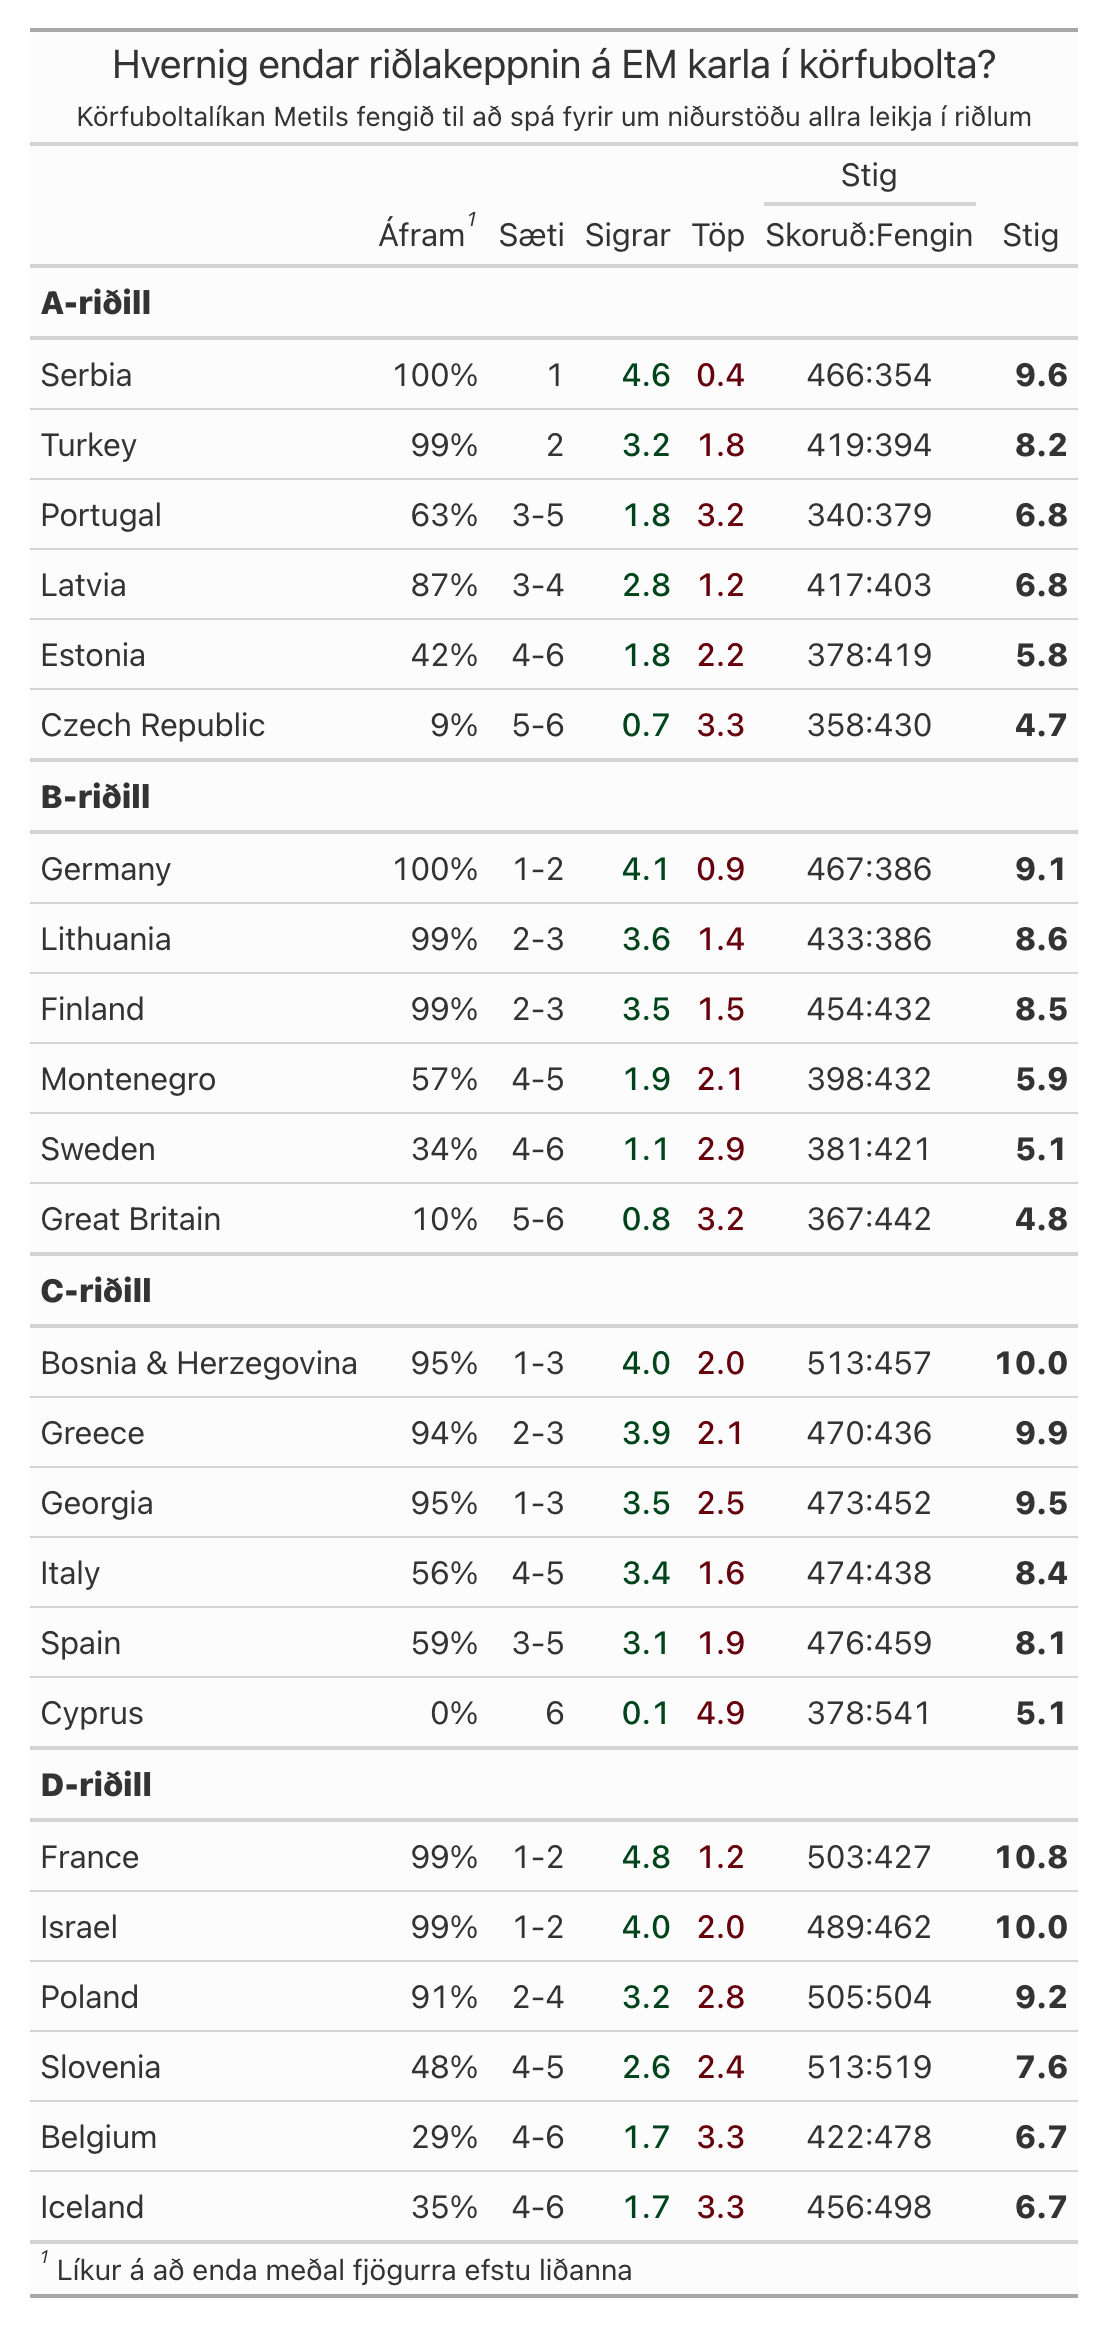 Hvernig endar riðlakeppnin á EM karla í körfubolta?
Körfuboltalíkan Metils fengið til að spá fyrir um niðurstöðu allra leikja í riðlum
Stig
Áfram¹ Sæti Sigrar Töp Skoruð:Fengin Stig
A-riðill
Serbia 100% 1 4.6 0.4 466:354 9.6
Turkey 99% 2 3.2 1.8 419:394 8.2
Portugal 63% 3-5 1.8 3.2 340:379 6.8
Latvia 87% 3-4 2.8 1.2 417:403 6.8
Estonia 42% 4-6 1.8 2.2 378:419 5.8
Czech Republic 9% 5-6 0.7 3.3 358:430 4.7
B-riðill
Germany 100% 1-2 4.1 0.9 467:386 9.1
Lithuania 99% 2-3 3.6 1.4 433:386 8.6
Finland 99% 2-3 3.5 1.5 454:432 8.5
Montenegro 57% 4-5 1.9 2.1 398:432 5.9
Sweden 34% 4-6 1.1 2.9 381:421 5.1
Great Britain 10% 5-6 0.8 3.2 367:442 4.8
C-riðill
Bosnia & Herzegovina 95% 1-3 4.0 2.0 513:457 10.0
Greece 94% 2-3 3.9 2.1 470:436 9.9
Georgia 95% 1-3 3.5 2.5 473:452 9.5
Italy 56% 4-5 3.4 1.6 474:438 8.4
Spain 59% 3-5 3.1 1.9 476:459 8.1
Cyprus 0% 6 0.1 4.9 378:541 5.1
D-riðill
France 99% 1-2 4.8 1.2 503:427 10.8
Israel 99% 1-2 4.0 2.0 489:462 10.0
Poland 91% 2-4 3.2 2.8 505:504 9.2
Slovenia 48% 4-5 2.6 2.4 513:519 7.6
Belgium 29% 4-6 1.7 3.3 422:478 6.7
Iceland 35% 4-6 1.7 3.3 456:498 6.7
¹ Líkur á að enda meðal fjögurra efstu liðanna